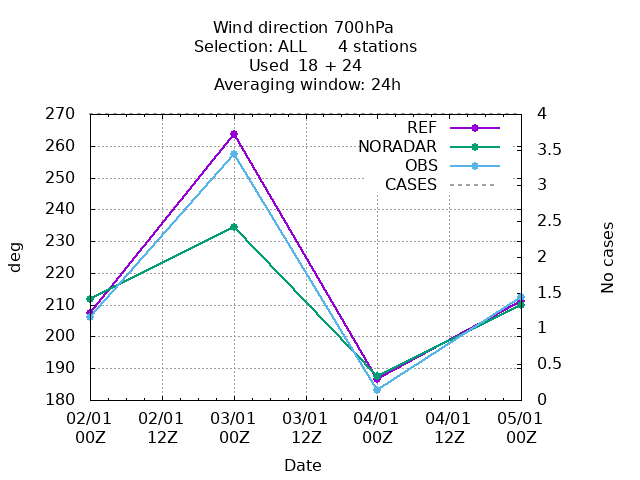 Wind direction 700hPa
Selection: ALL 4 stations
Used 18 + 24
Averaging window: 24h
270
260
250
240
230
220
210
200
190
180
deg
4
3.5
3
2.5
2
1.5
1
0.5
0
No cases
REF
NORADAR
OBS
CASES
02/01 02/01 03/01 03/01 04/01 04/01 05/01
00Z 12Z 00Z 12Z 00Z 12Z 00Z
Date